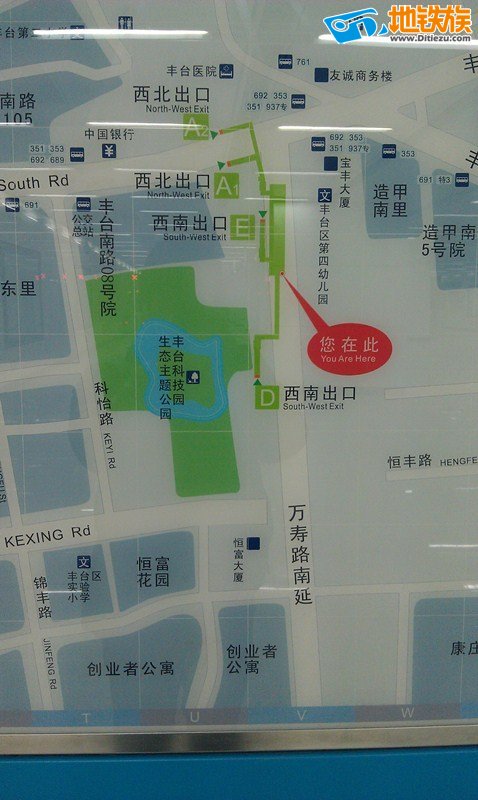 地铁族
www.Ditiezu.com
761
丰台医院
友诚商务楼
西北出口
North-West Exit
692 353
351 937专
A2
南路
105
中国银行
351 353
692 689
692 353
351 937专
353
South Rd
西北出口
North-West Exit
A1
宝丰大厦
691 特3
691
公交
总站
西南出口
South-West Exit
E
丰台区第四幼儿园
造甲
南里
造甲南
5号院
丰台南路08号院
东里
您在此
You Are Here
丰台科技园
生态主题公园
科怡路
KEYI Rd
D
西南出口
South-West Exit
恒丰路 HENGFE
KEXING Rd
万寿路南延
恒富大厦
丰台区
实验
小学
恒富
花园
锦丰路
JINFENG Rd
创业者公寓
创业者
公寓
康庄
T U V W